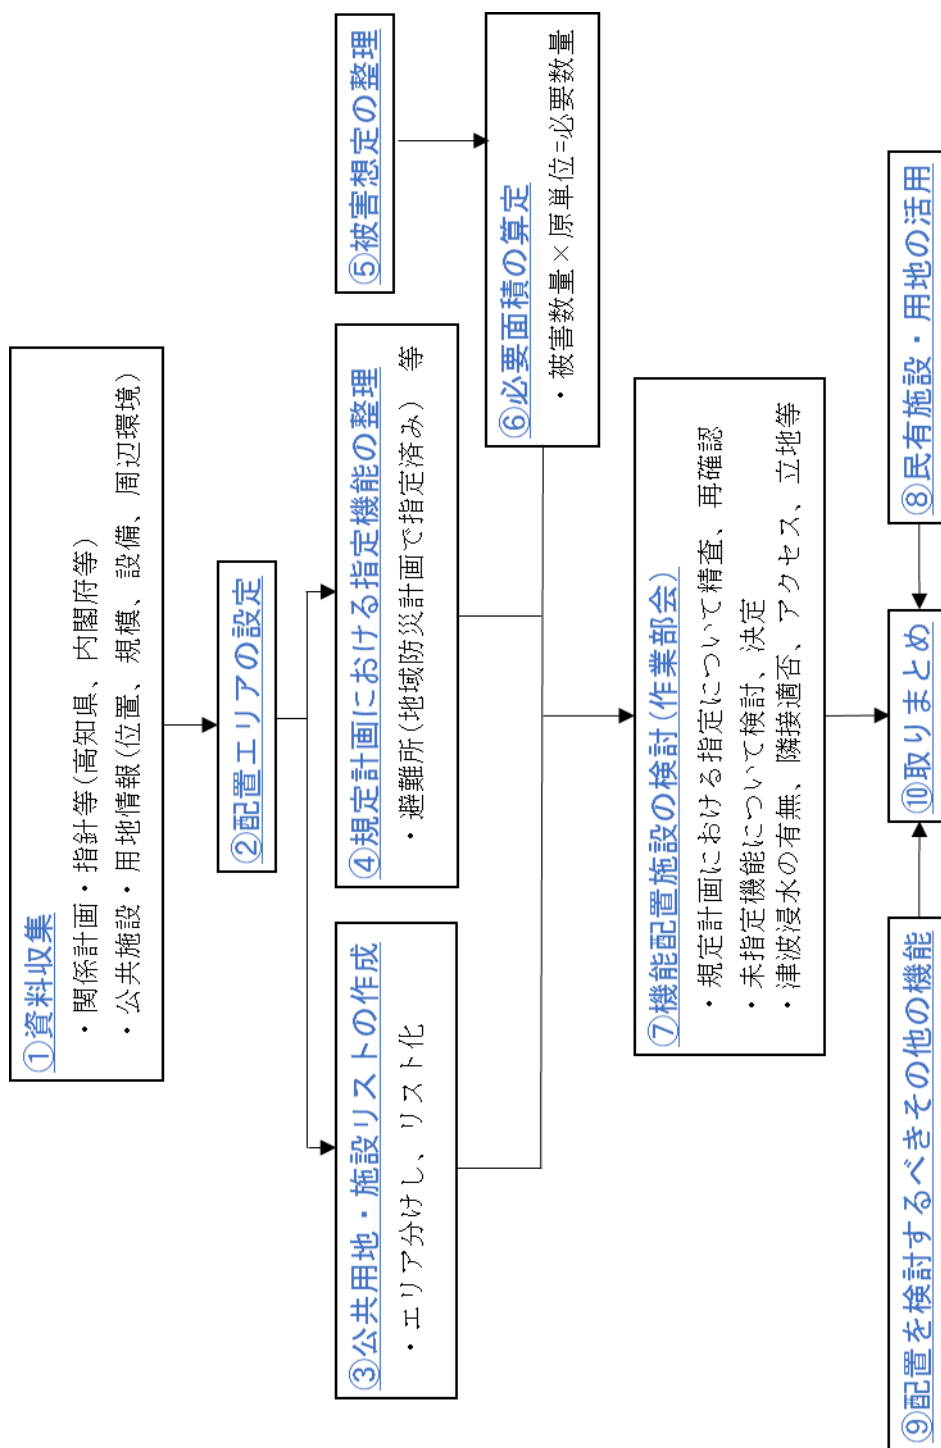 ①資料収集
・関係計画・指針等(高知県、内閣府等)
・公共施設・用地情報(位置、規模、設備、周辺環境)
②配置エリアの設定
③公共用地・施設リストの作成
・エリア分けし、リスト化
④規定計画における指定機能の整理
・避難所(地域防災計画で指定済み) 等
⑤被害想定の整理
⑥必要面積の算定
・被害数量×原単位=必要数量
⑦機能配置施設の検討(作業部会)
・規定計画における指定について精査、再確認
・未指定機能について検討、決定
・津波浸水の有無、隣接適否、アクセス、立地等
⑧民有施設・用地の活用
⑨配置を検討するべきその他の機能
⑩取りまとめ